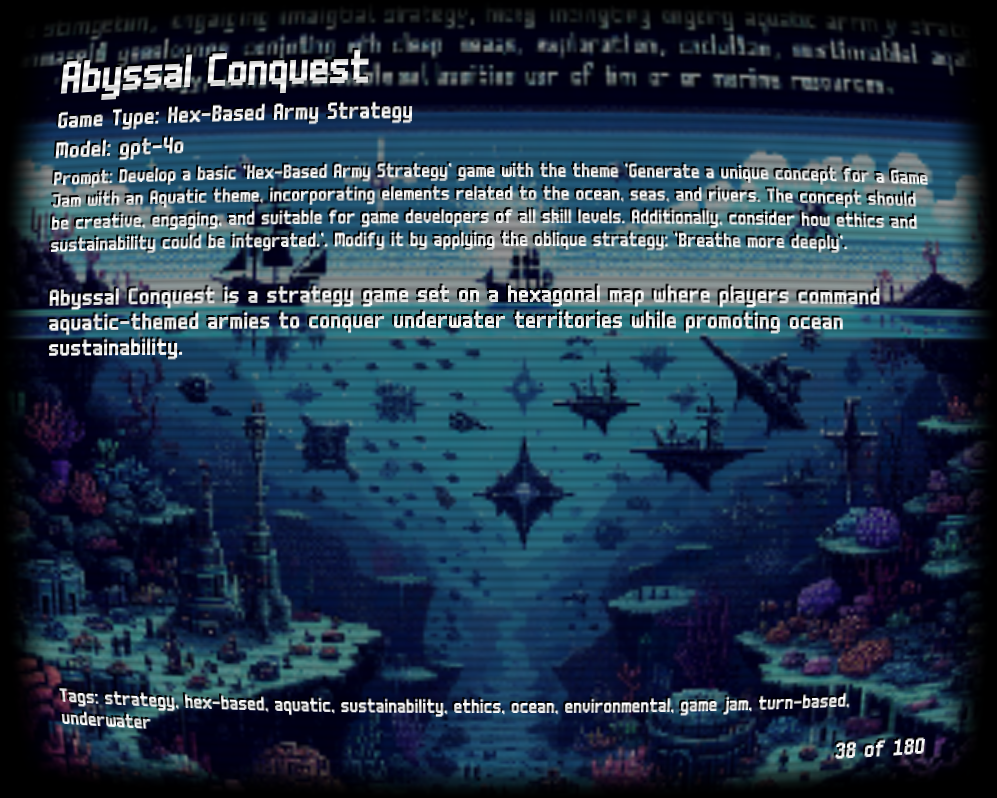 strategy,
exploration,
Abyssal Conquest
resources.
Game Type: Hex-Based Army Strategy
Model: gpt-4o
Prompt: Develop a basic 'Hex-Based Army Strategy' game with the theme 'Generate a unique concept for a Game
Jam with an Aquatic theme, incorporating elements related to the ocean, seas, and rivers. The concept should
be creative, engaging, and suitable for game developers of all skill levels. Additionally, consider how ethics and
sustainability could be integrated.'. Modify it by applying the oblique strategy: 'Breathe more deeply'.
Abyssal Conquest is a strategy game set on a hexagonal map where players command
aquatic-themed armies to conquer underwater territories while promoting ocean
sustainability.
Tags: strategy, hex-based, aquatic, sustainability, ethics, ocean, environmental, game jam, turn-based,
underwater
38 of 180